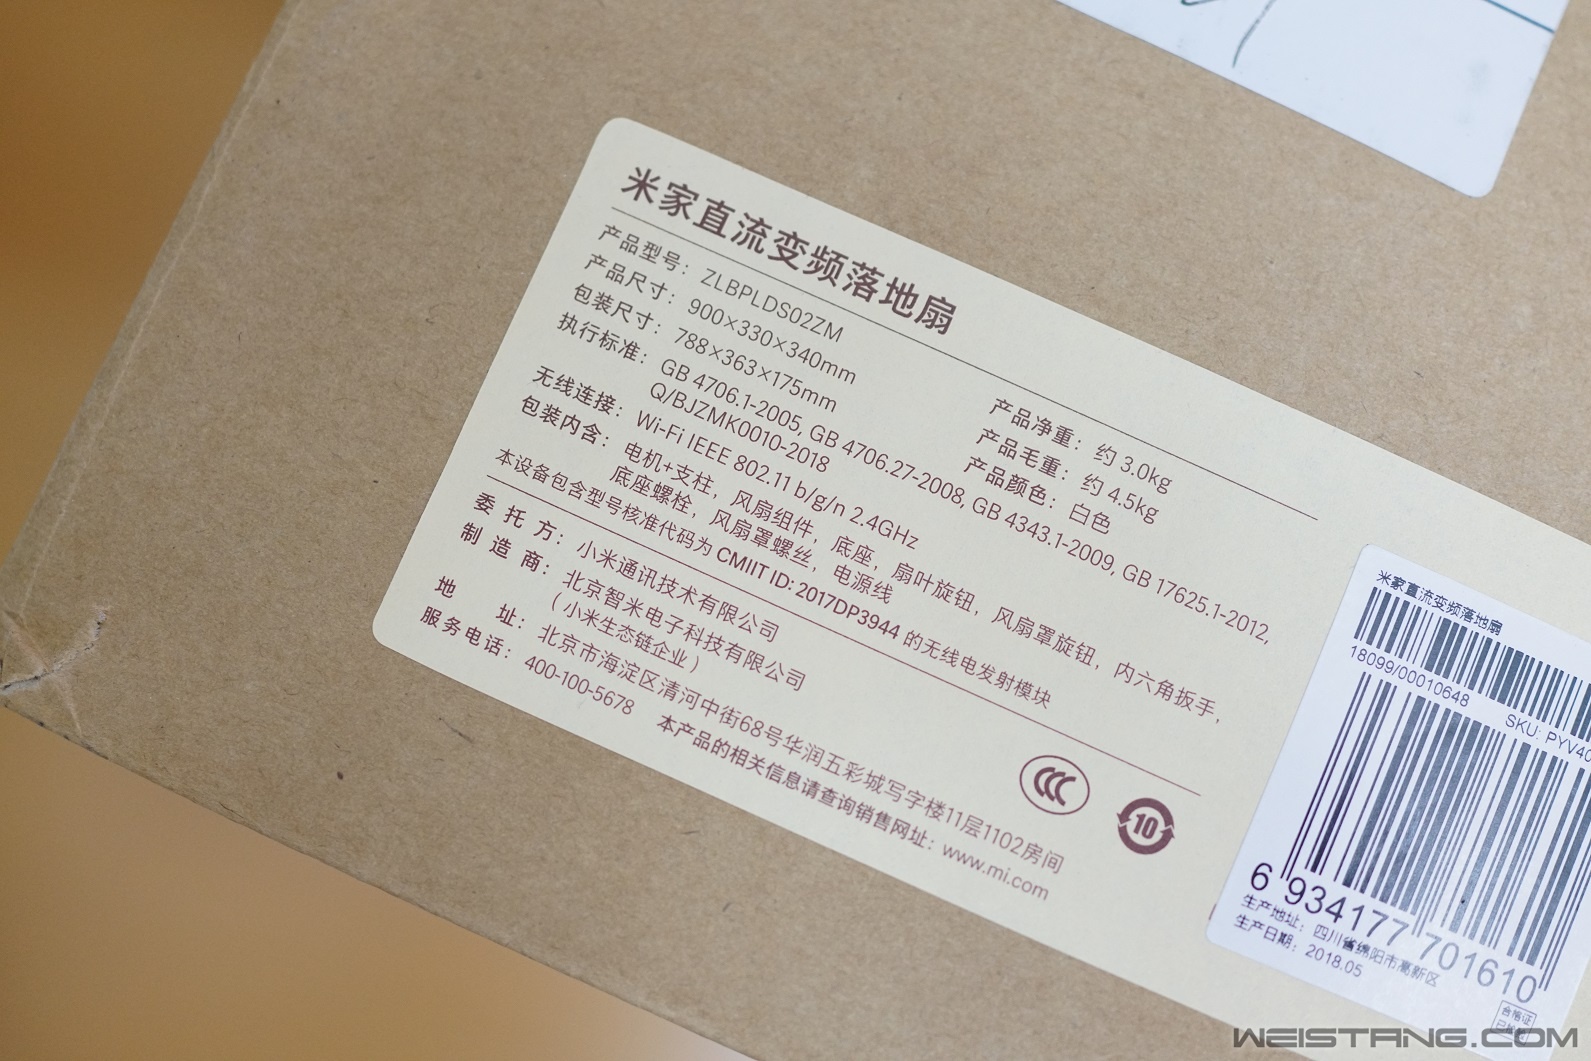 米家直流变频落地扇
产品型号：ZLBPLDS02ZM
产品尺寸：900×330×340mm
产品净重：约 3.0kg
包装尺寸：788×363×175mm
产品毛重：约 4.5kg
产品颜色：白色
执行标准：GB 4706.1-2005, GB 4706.27-2008, GB 4343.1-2009, GB 17625.1-2012,
Q/BJZMK0010-2018
无线连接：Wi-Fi IEEE 802.11 b/g/n 2.4GHz
包装内含：电机+支柱，风扇组件，底座，扇叶旋钮，风扇罩旋钮，内六角扳手，
底座螺栓，风扇罩螺丝，电源线
本设备包含型号核准代码为 CMIIT ID: 2017DP3944 的无线电发射模块
委托方：小米通讯技术有限公司
制造商：北京智米电子科技有限公司
（小米生态链企业）
地址：北京市海淀区清河中街68号华润五彩城写字楼11层1102房间
服务电话：400-100-5678 本产品的相关信息请查询销售网址：www.mi.com
10
米家直流变频落地扇
18099/00010648 SKU: PYV40
6 934177 701610
生产地址：四川省绵阳市高新区
生产日期：2018.05
合格证
WEISTANG.COM